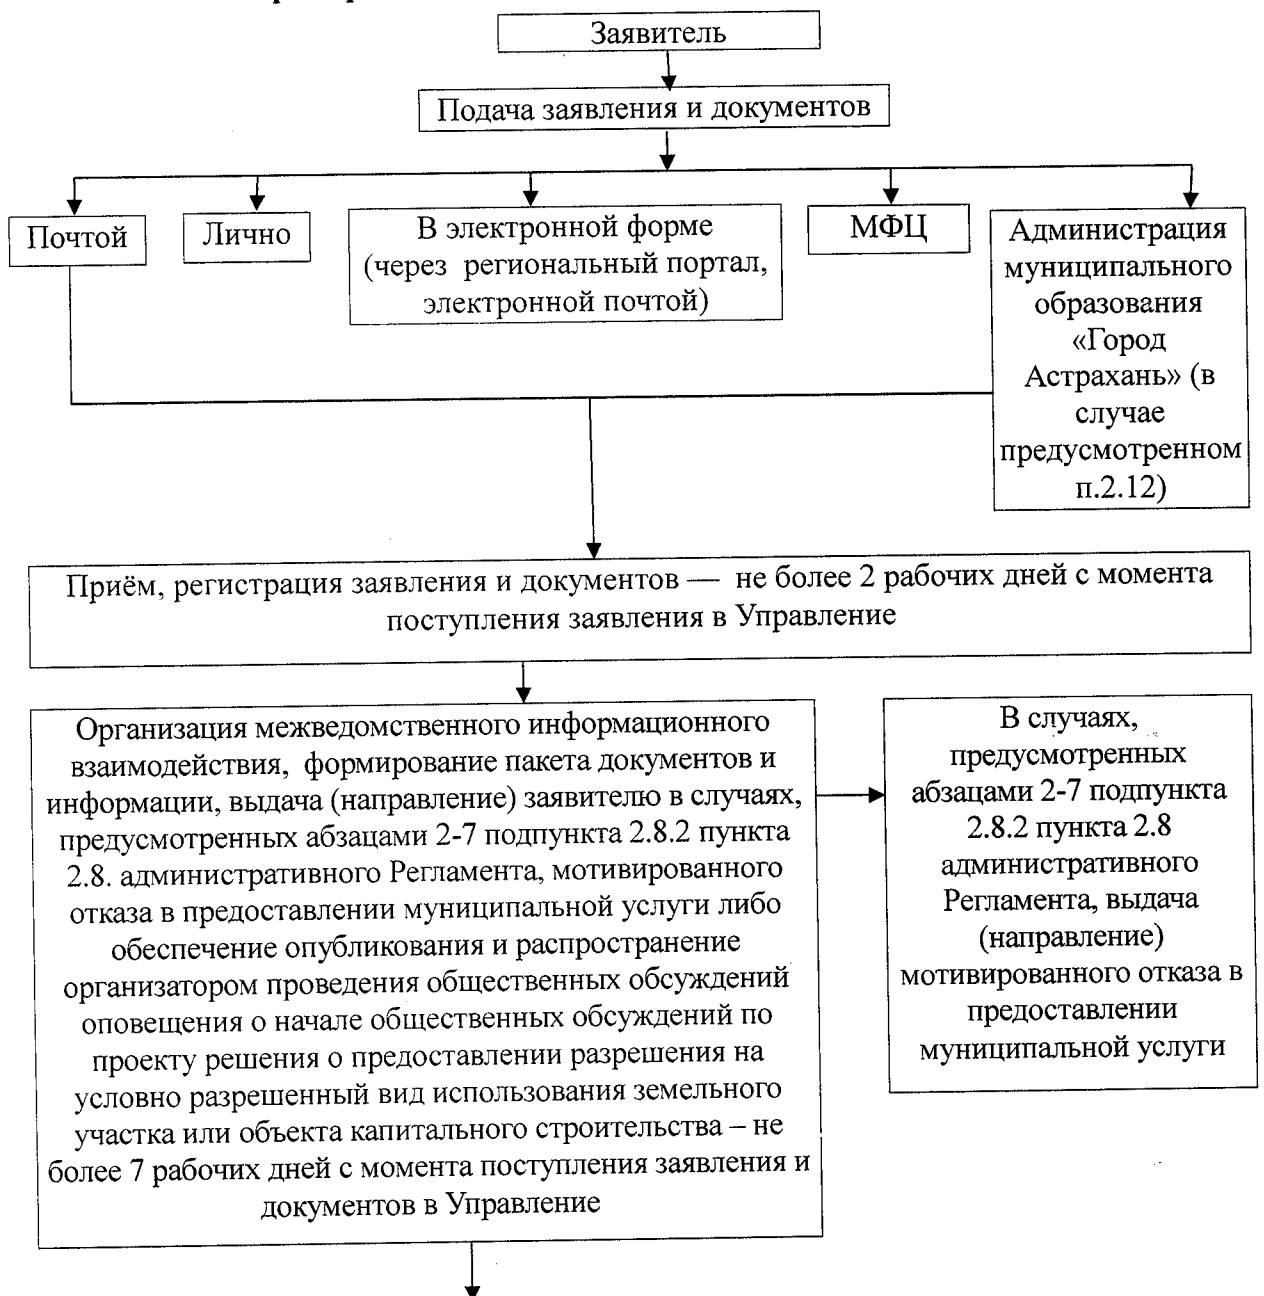 Заявитель
Подача заявления и документов
Почтой
Лично
В электронной форме
(через региональный портал,
электронной почтой)
МФЦ
Администрация
муниципального
образования
«Город
Астрахань» (в
случае
предусмотренном
п.2.12)
Приём, регистрация заявления и документов — не более 2 рабочих дней с момента
поступления заявления в Управление
Организация межведомственного информационного
взаимодействия, формирование пакета документов и
информации, выдача (направление) заявителю в случаях,
предусмотренных абзацами 2-7 подпункта 2.8.2 пункта
2.8. административного Регламента, мотивированного
отказа в предоставлении муниципальной услуги либо
обеспечение опубликования и распространение
организатором проведения общественных обсуждений
оповещения о начале общественных обсуждений по
проекту решения о предоставлении разрешения на
условно разрешенный вид использования земельного
участка или объекта капитального строительства – не
более 7 рабочих дней с момента поступления заявления и
документов в Управление
В случаях,
предусмотренных
абзацами 2-7 подпункта
2.8.2 пункта 2.8
административного
Регламента, выдача
(направление)
мотивированного отказа в
предоставлении
муниципальной услуги